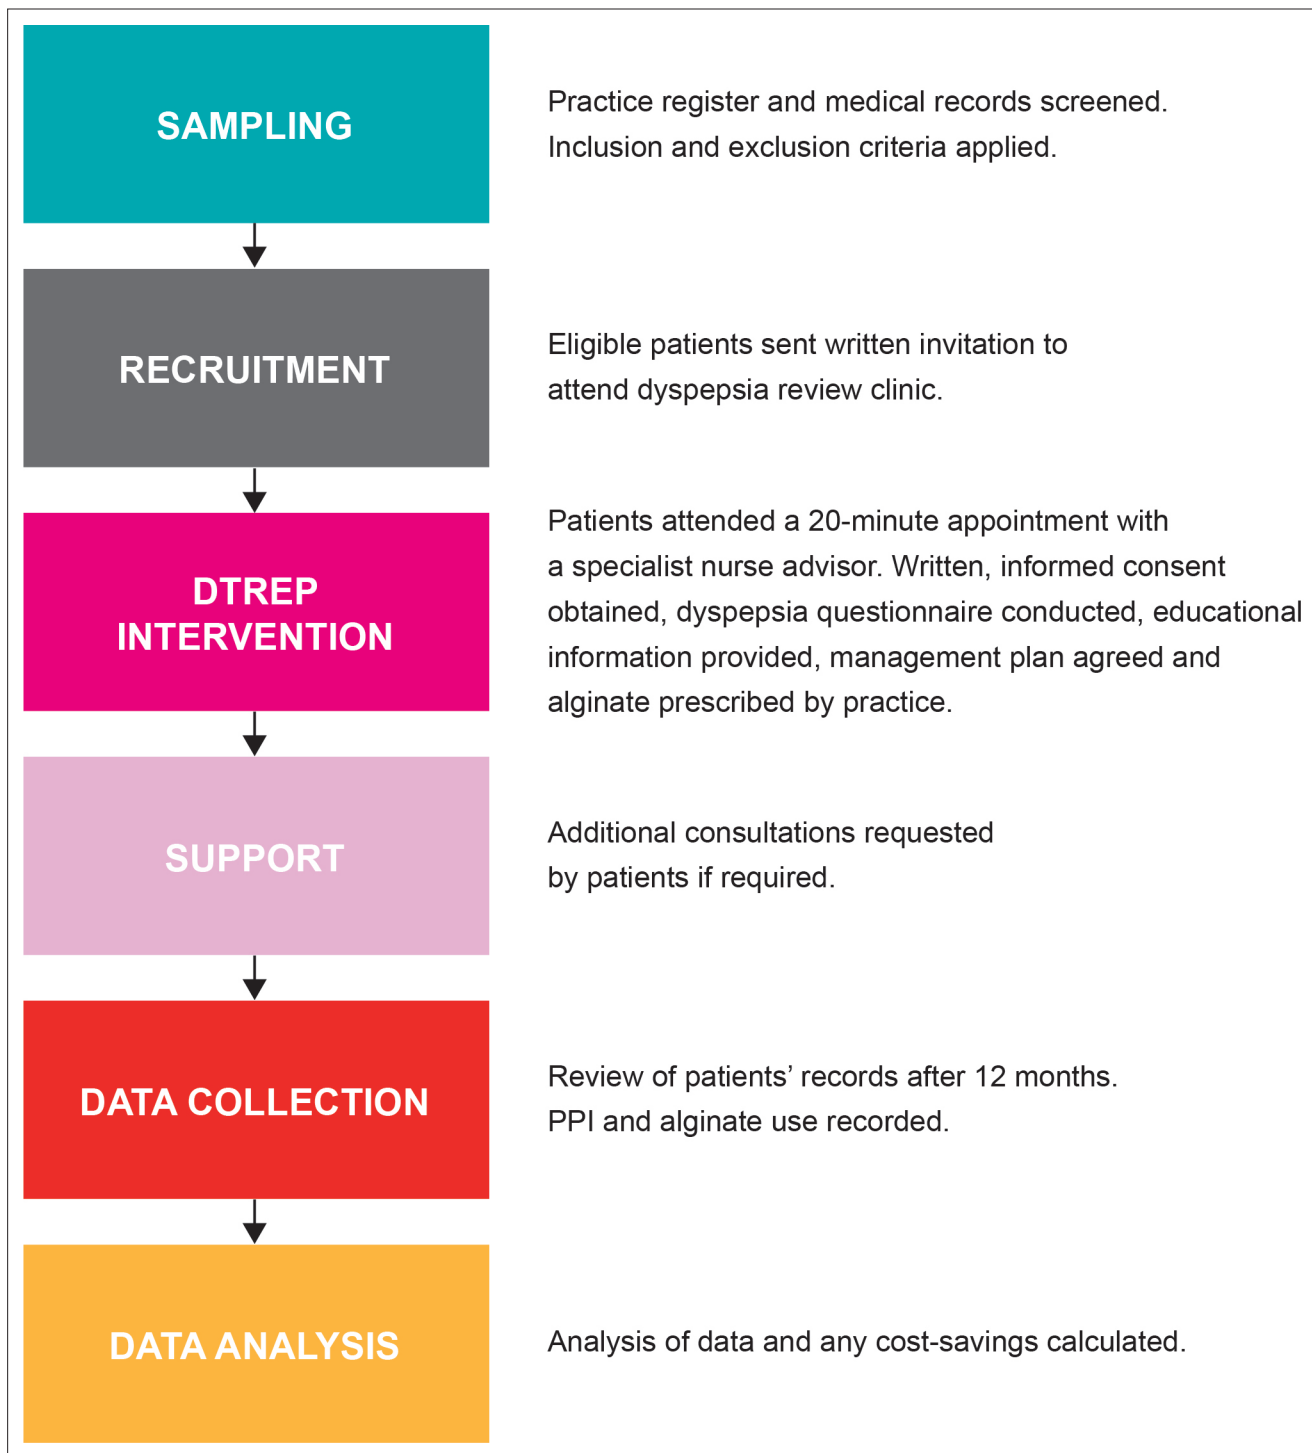 SAMPLING
Practice register and medical records screened.
Inclusion and exclusion criteria applied.
RECRUITMENT
Eligible patients sent written invitation to
attend dyspepsia review clinic.
DTREP
INTERVENTION
Patients attended a 20-minute appointment with
a specialist nurse advisor. Written, informed consent
obtained, dyspepsia questionnaire conducted, educational
information provided, management plan agreed and
alginate prescribed by practice.
SUPPORT
Additional consultations requested
by patients if required.
DATA COLLECTION
Review of patients’ records after 12 months.
PPI and alginate use recorded.
DATA ANALYSIS
Analysis of data and any cost-savings calculated.